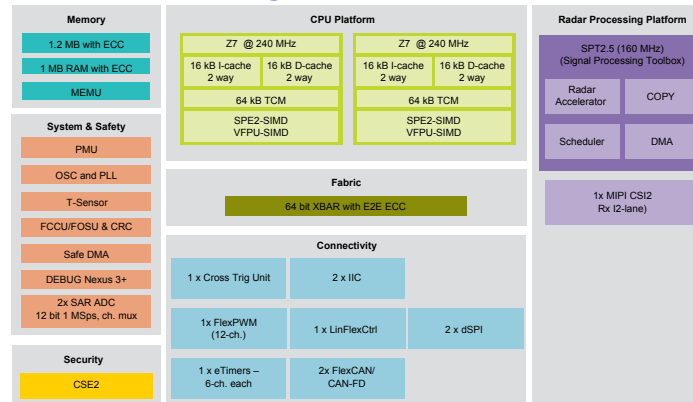 Memory
1.2 MB with ECC
1 MB RAM with ECC
MEMU
System & Safety
PMU
OSC and PLL
T-Sensor
FCCU/FOSU & CRC
Safe DMA
DEBUG Nexus 3+
2x SAR ADC
12 bit 1 MSps, ch. mux
Security
CSE2
CPU Platform
Z7 @ 240 MHz
16 kB I-cache
2 way
16 kB D-cache
2 way
64 kB TCM
SPE2-SIMD
VFPU-SIMD
Z7 @ 240 MHz
16 kB I-cache
2 way
16 kB D-cache
2 way
64 kB TCM
SPE2-SIMD
VFPU-SIMD
Fabric
64 bit XBAR with E2E ECC
Connectivity
1 x Cross Trig Unit
2 x IIC
1x FlexPWM
(12-ch.)
1 x LinFlexCtrl
2 x dSPI
1 x eTimers –
6-ch. each
2x FlexCAN/
CAN-FD
Radar Processing Platform
SPT2.5 (160 MHz)
(Signal Processing Toolbox)
Radar
Accelerator
COPY
Scheduler
DMA
1x MIPI CSI2
Rx l2-lane)